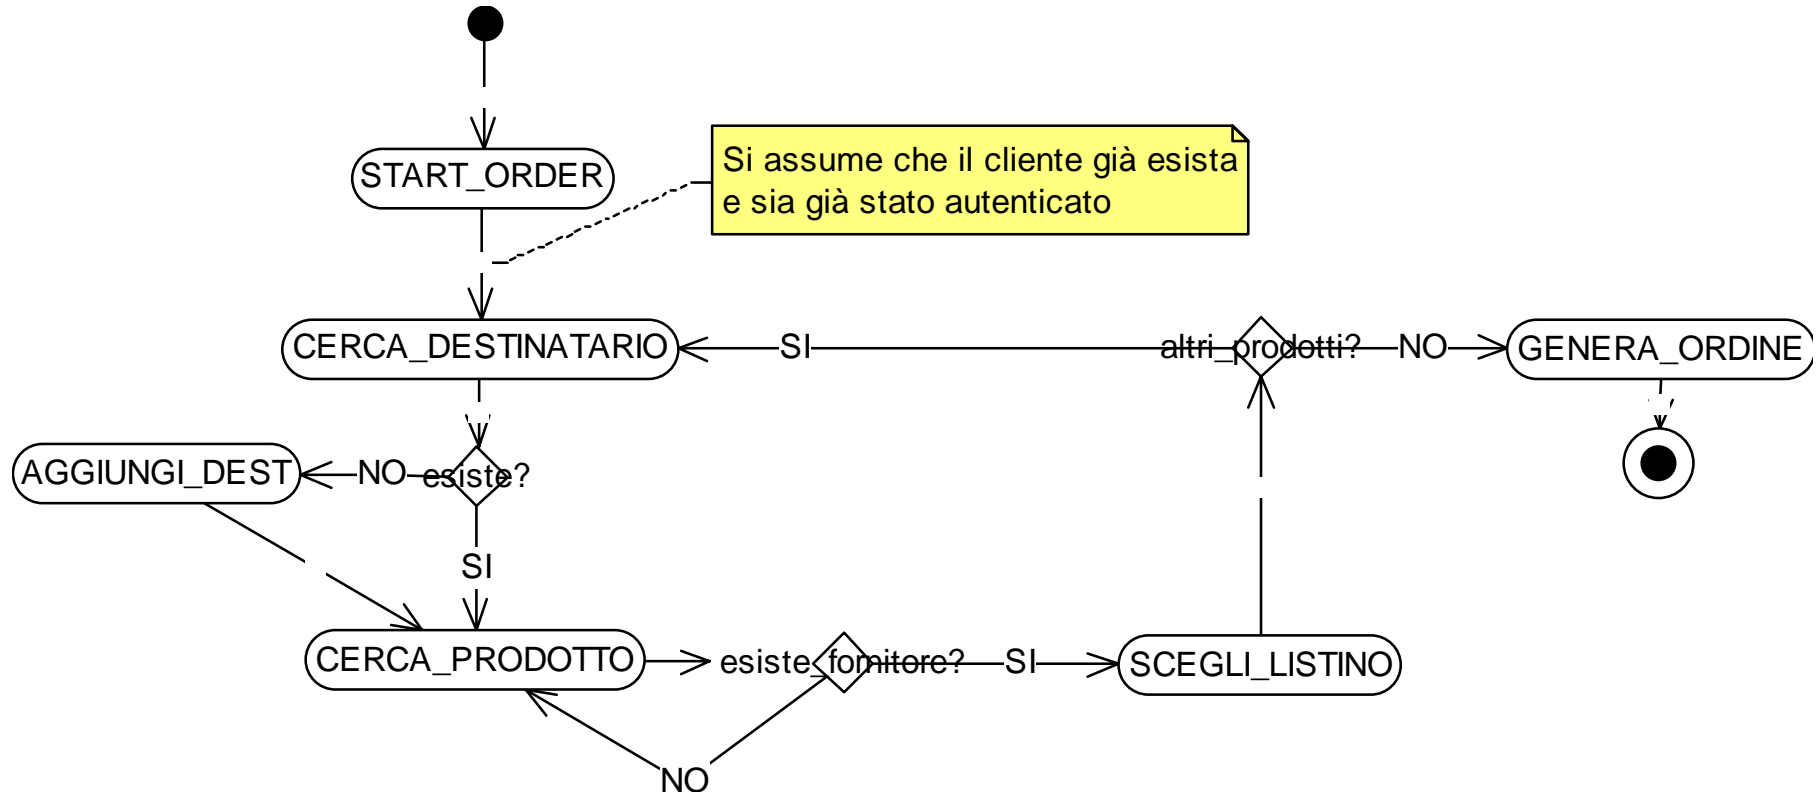 START_ORDER
Si assume che il cliente già esista
e sia già stato autenticato
CERCA_DESTINATARIO
SI
altri_prodotti?
NO
GENERA_ORDINE
AGGIUNGI_DEST
NO
esiste?
SI
CERCA_PRODOTTO
esiste_fornitore?
SI
SCEGLI_LISTINO
NO